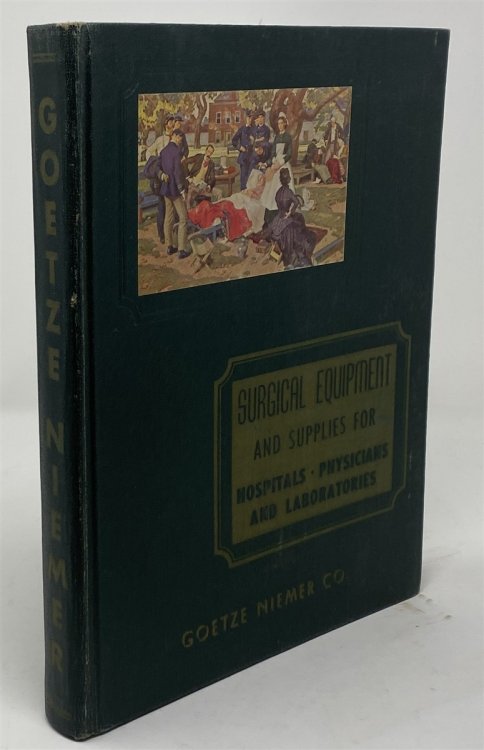 GOETZE NIEMER
SURGICAL EQUIPMENT
AND SUPPLIES FOR
HOSPITALS · PHYSICIANS
AND LABORATORIES
GOETZE NIEMER CO